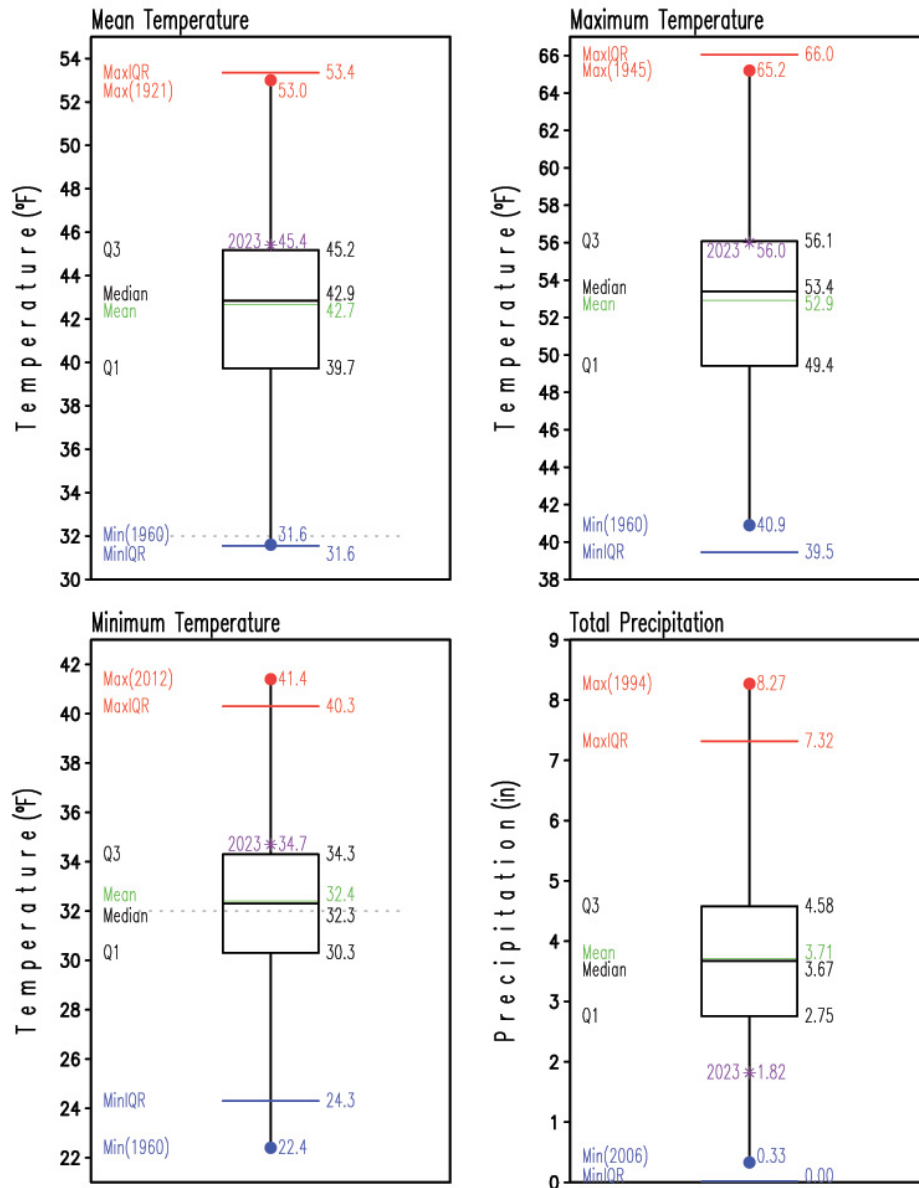 Mean Temperature
Temperature (ºF)
54
52
50
48
46
44
42
40
38
36
34
32
30
MaxIQR 53.4
Max(1921) 53.0
2023 45.4
Q3 45.2
Median 42.9
Mean 42.7
Q1 39.7
Min(1960) 31.6
MinIQR 31.6
Maximum Temperature
Temperature (ºF)
66
64
62
60
58
56
54
52
50
48
46
44
42
40
38
MaxIQR 66.0
Max(1945) 65.2
Q3 56.1
2023 56.0
Median 53.4
Mean 52.9
Q1 49.4
Min(1960) 40.9
MinIQR 39.5
Minimum Temperature
Temperature (ºF)
42
40
38
36
34
32
30
28
26
24
22
Max(2012) 41.4
MaxIQR 40.3
2023 34.7
Q3 34.3
Mean 32.4
Median 32.3
Q1 30.3
MinIQR 24.3
Min(1960) 22.4
Total Precipitation
Precipitation (in)
9
8
7
6
5
4
3
2
1
0
Max(1994) 8.27
MaxIQR 7.32
Q3 4.58
Mean 3.71
Median 3.67
Q1 2.75
2023 1.82
Min(2006) 0.33
MinIQR 0.00